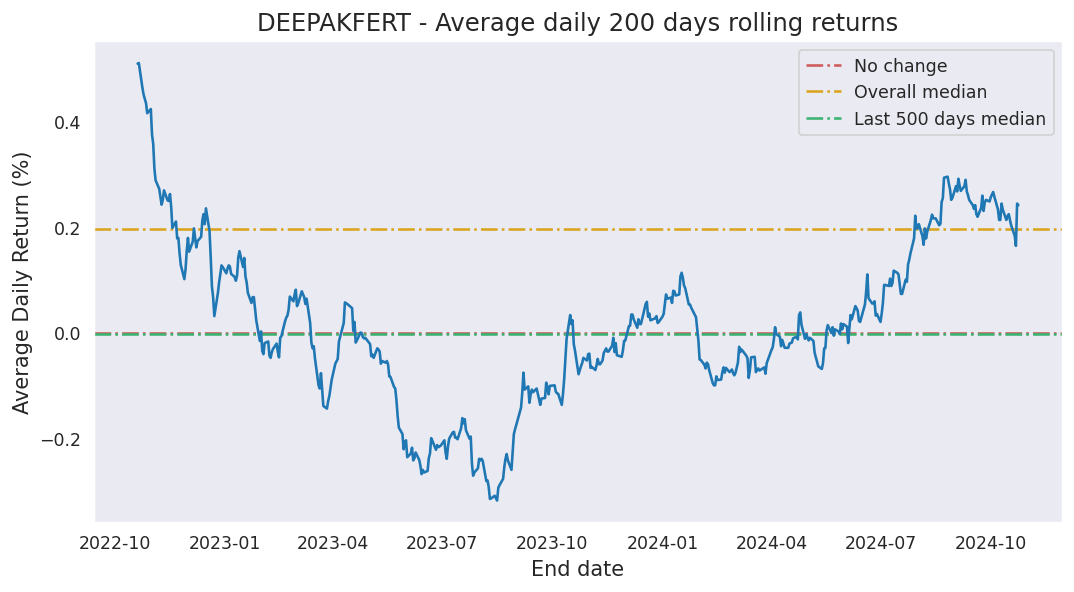 DEEPAKFERT - Average daily 200 days rolling returns
No change
Overall median
Last 500 days median
Average Daily Return (%)
0.4
0.2
0.0
−0.2
2022-10 2023-01 2023-04 2023-07 2023-10 2024-01 2024-04 2024-07 2024-10
End date